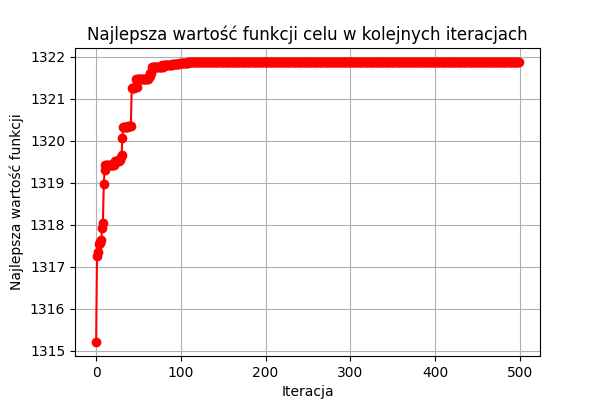 Najlepsza wartość funkcji celu w kolejnych iteracjach
Najlepsza wartość funkcji
1322
1321
1320
1319
1318
1317
1316
1315
0 100 200 300 400 500
Iteracja